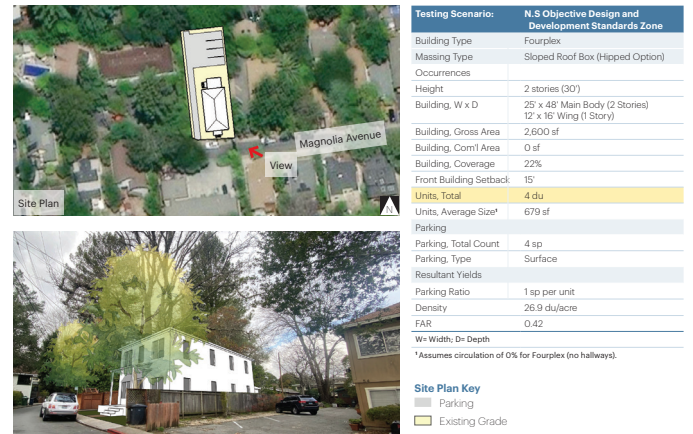 Magnolia Avenue
View
Site Plan
N
Testing Scenario: N.S Objective Design and
Development Standards Zone
Building Type Fourplex
Massing Type Sloped Roof Box (Hipped Option)
Occurrences
Height 2 stories (30')
Building, W x D 25' x 48' Main Body (2 Stories)
12' x 16' Wing (1 Story)
Building, Gross Area 2,600 sf
Building, Com'l Area 0 sf
Building, Coverage 22%
Front Building Setback 15'
Units, Total 4 du
Units, Average Size¹ 679 sf
Parking
Parking, Total Count 4 sp
Parking, Type Surface
Resultant Yields
Parking Ratio 1 sp per unit
Density 26.9 du/acre
FAR 0.42
W= Width; D= Depth
¹ Assumes circulation of 0% for Fourplex (no hallways).
Site Plan Key
Parking
Existing Grade